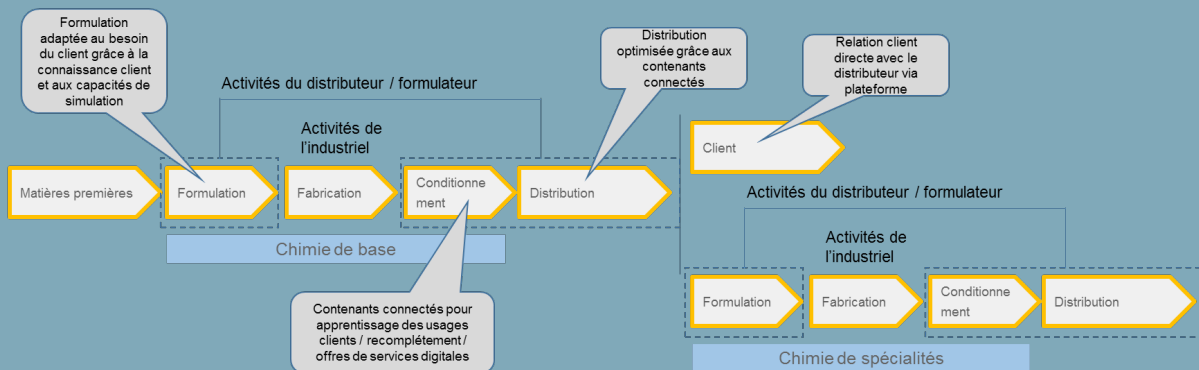 Formulation
adaptée au besoin
du client grâce à la
connaissance client
et aux capacités de
simulation
Activités du distributeur / formulateur
Distribution
optimisée grâce aux
contenants
connectés
Relation client
directe avec le
distributeur via
plateforme
Activités de
l’industriel
Client
Matières premières
Formulation
Fabrication
Conditionne
ment
Distribution
Chimie de base
Activités du distributeur / formulateur
Activités de
l’industriel
Contenants connectés pour
apprentissage des usages
clients / recomplétement /
offres de services digitales
Formulation
Fabrication
Conditionne
ment
Distribution
Chimie de spécialités